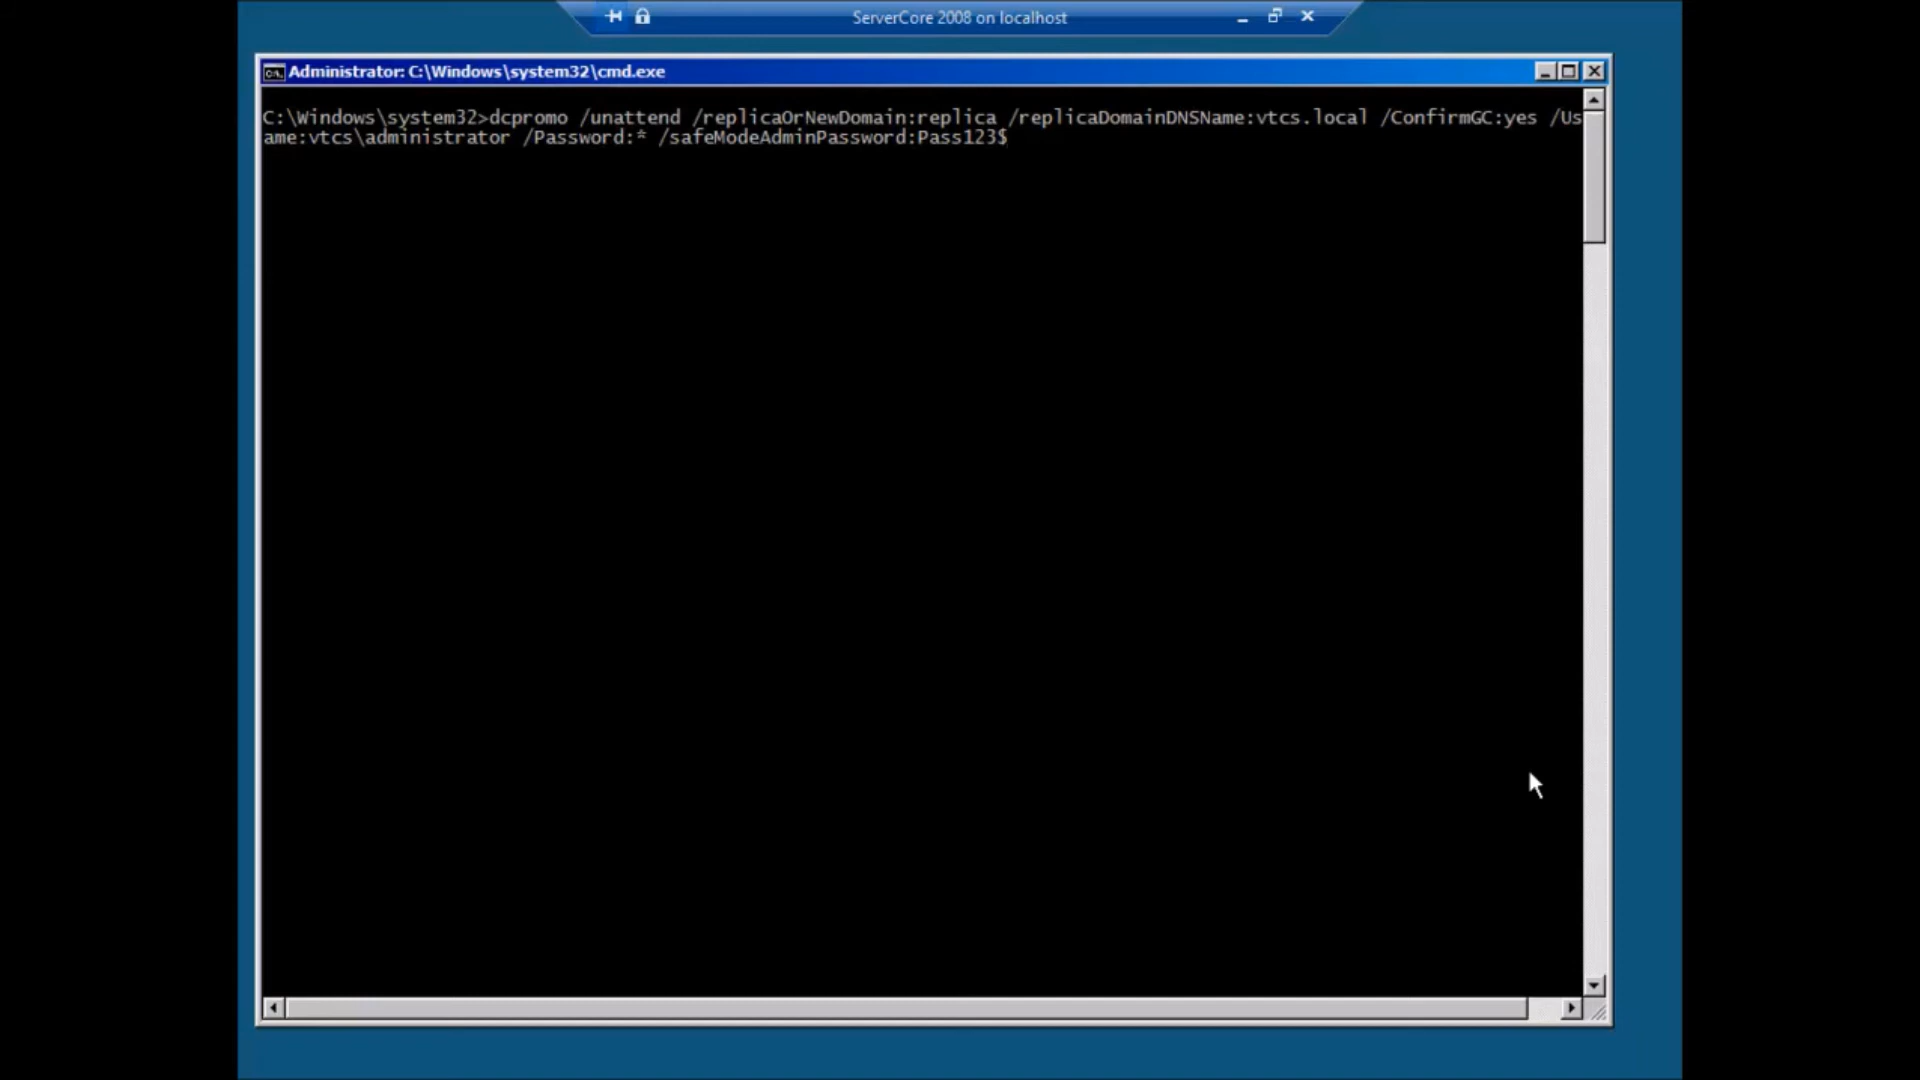 ServerCore 2008 on localhost
Administrator: C:\Windows\system32\cmd.exe
C:\Windows\system32>dcpromo /unattend /replicaOrNewDomain:replica /replicaDomainDNSName:vtcs.local /ConfirmGC:yes /Us
ame:vtcs\administrator /Password:* /safeModeAdminPassword:Pass123$